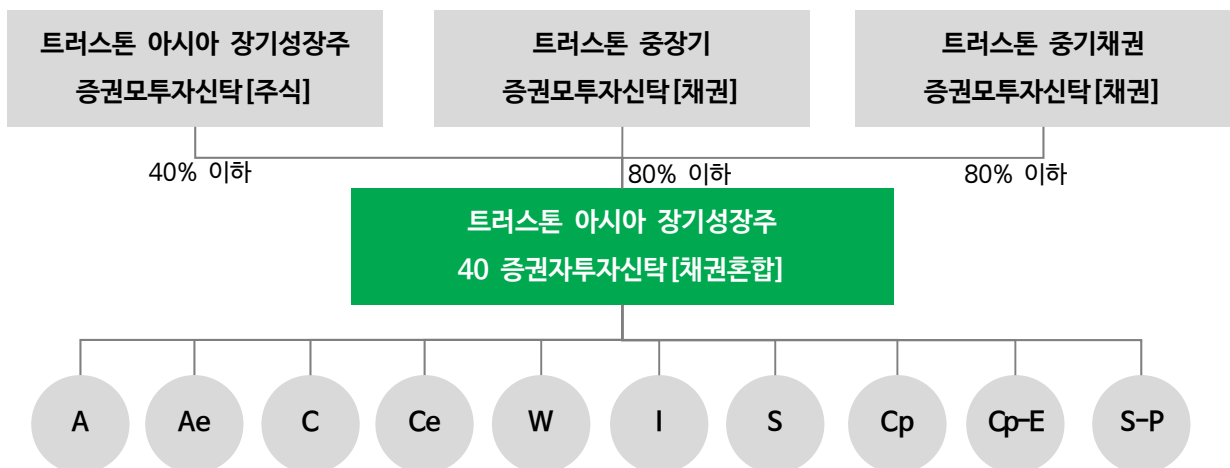 트러스톤 아시아 장기성장주
증권모투자신탁[주식]
트러스톤 중장기
증권모투자신탁[채권]
트러스톤 중기채권
증권모투자신탁[채권]
40% 이하
80% 이하
80% 이하
트러스톤 아시아 장기성장주
40 증권자투자신탁[채권혼합]
A
Ae
C
Ce
W
I
S
Cp
Cp-E
S-P